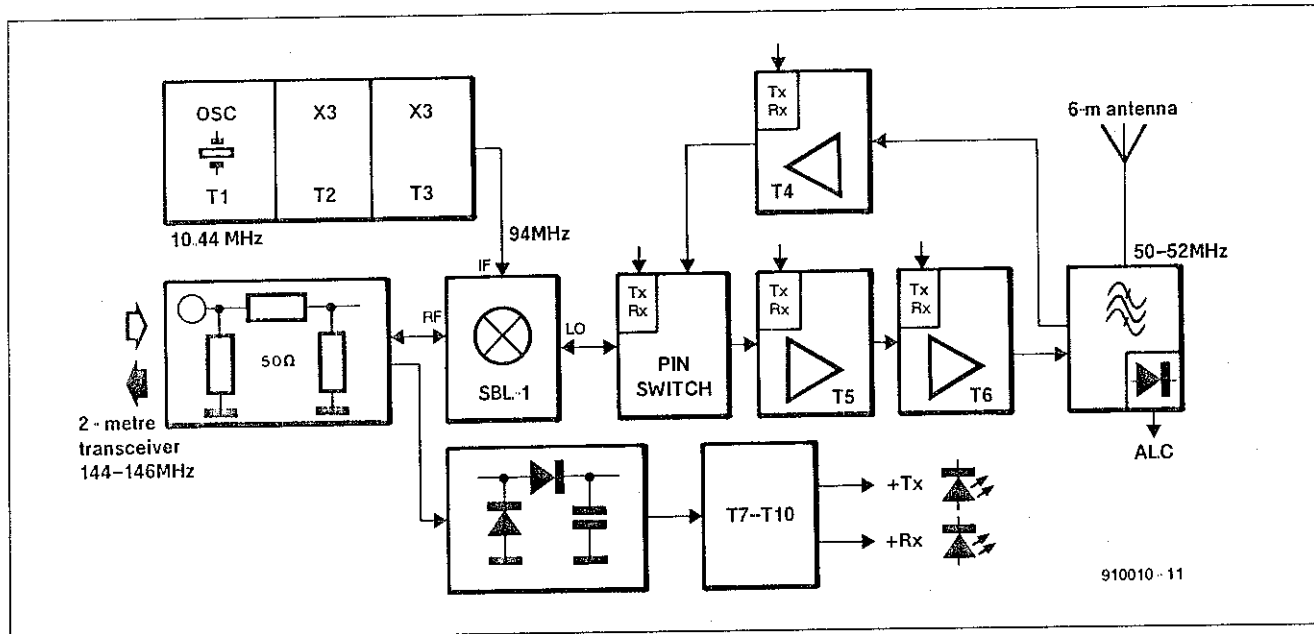 OSC X3 X3
T1 T2 T3
10.44 MHz
94MHz
Tx
Rx
T4
6-m antenna
50-52MHz
IF
RF
LO
50Ω
SBL-1
Tx
Rx
PIN
SWITCH
Tx
Rx
T5
Tx
Rx
T6
ALC
2-metre
transceiver
144-146MHz
T7-T10
+Tx
+Rx
910010-11